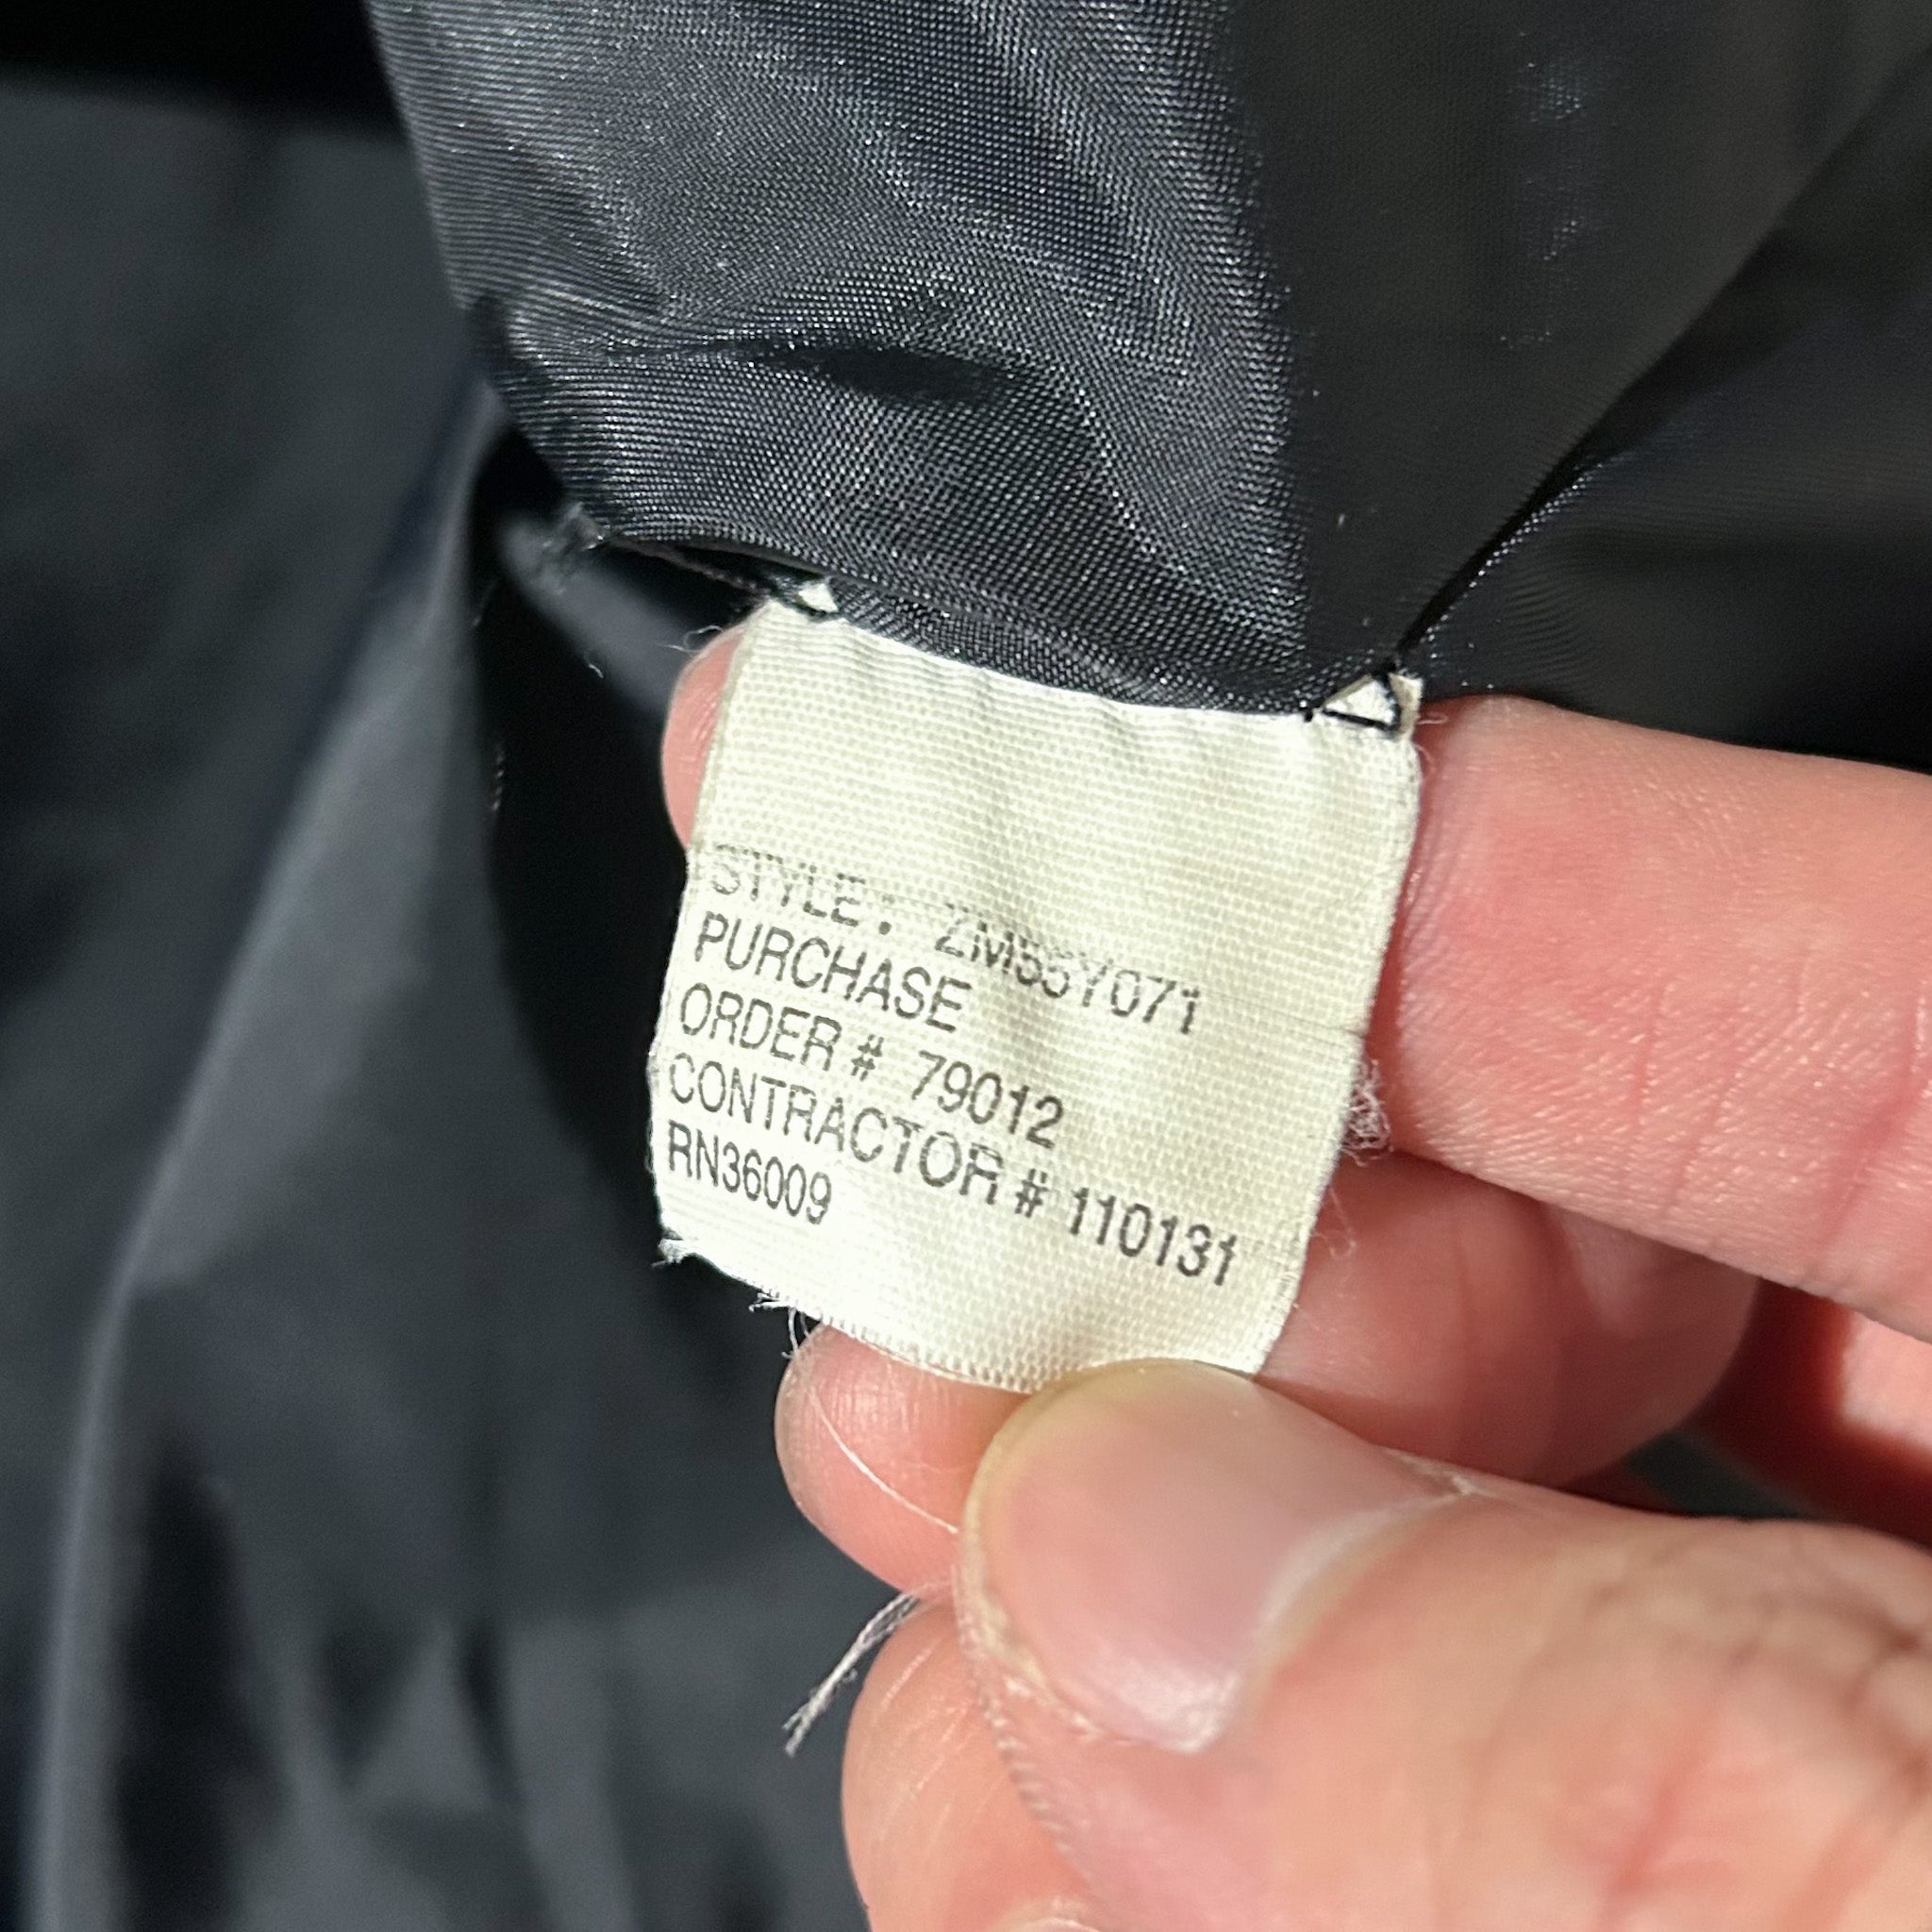 STYLE: ZM55Y071
PURCHASE
ORDER # 79012
CONTRACTOR # 110131
RN36009